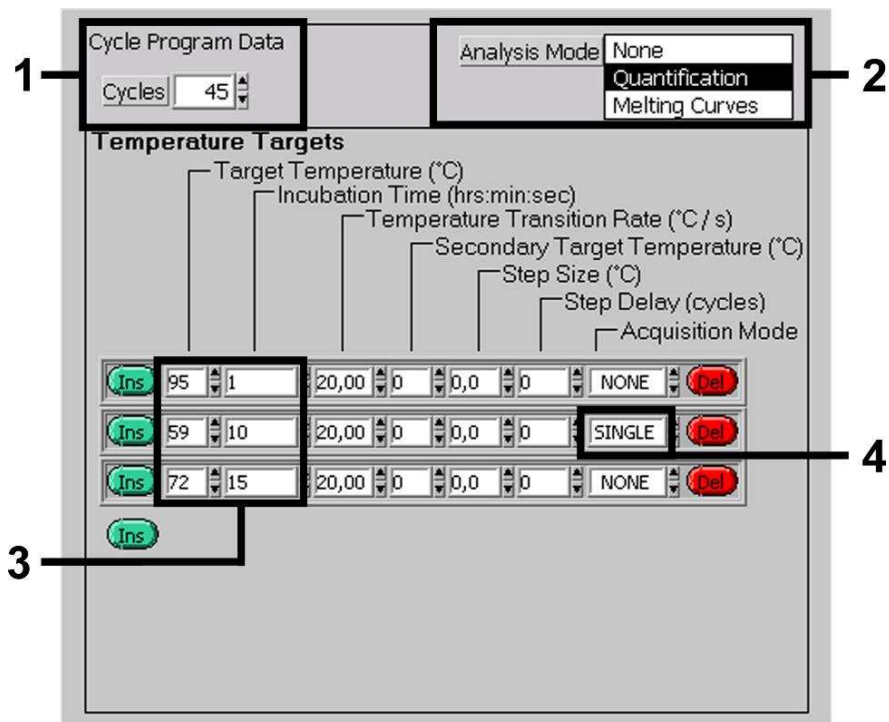 Cycle Program Data
Cycles 45
Analysis Mode None
Quantification
Melting Curves
1
2
Temperature Targets
Target Temperature (°C)
Incubation Time (hrs:min:sec)
Temperature Transition Rate (°C / s)
Secondary Target Temperature (°C)
Step Size (°C)
Step Delay (cycles)
Acquisition Mode
Ins 95 1 20,00 0 0,0 0 NONE Del
Ins 59 10 20,00 0 0,0 0 SINGLE Del
Ins 72 15 20,00 0 0,0 0 NONE Del
4
Ins
3